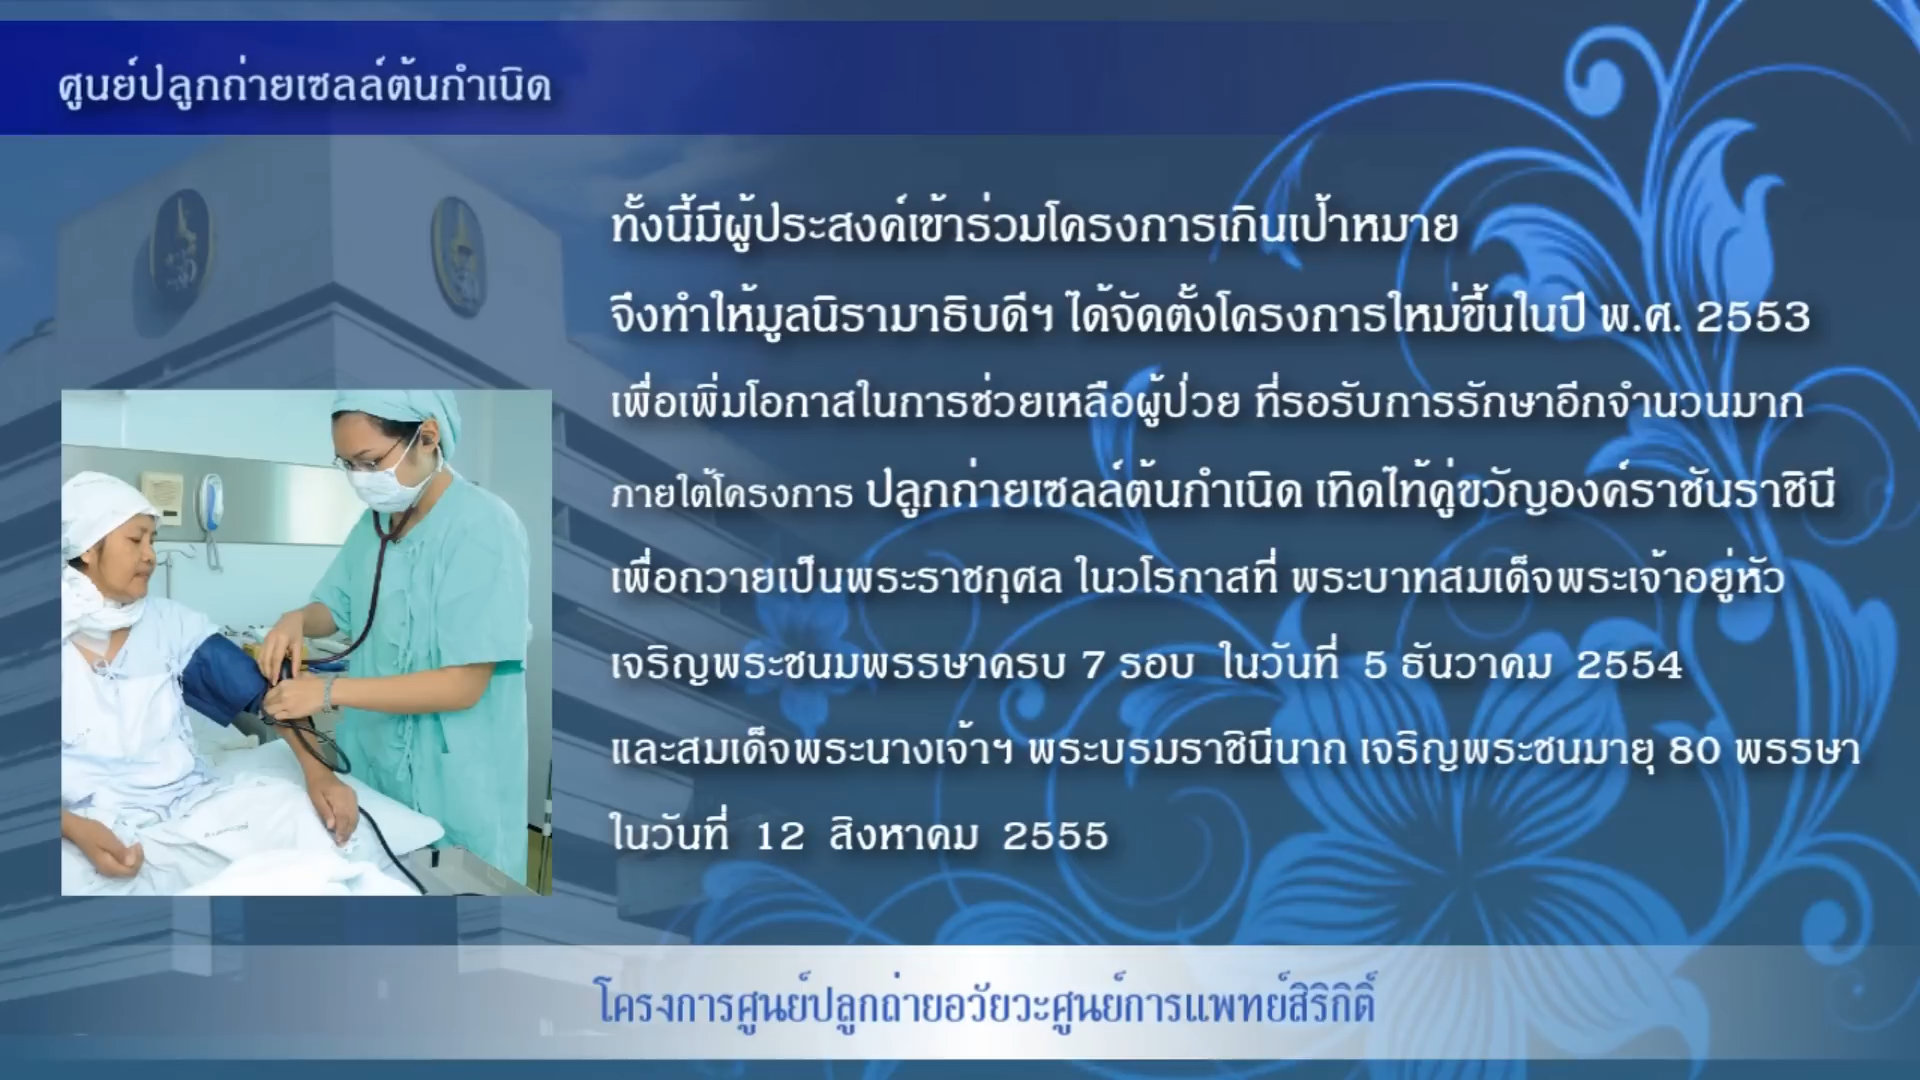 ศูนย์ปลูกถ่ายเซลล์ต้นกำเนิด
ทั้งนี้มีผู้ประสงค์เข้าร่วมโครงการเกินเป้าหมาย
จึงทำให้มูลนิรามาธิบดีฯ ได้จัดตั้งโครงการใหม่ขึ้นในปี พ.ศ. 2553
เพื่อเพิ่มโอกาสในการช่วยเหลือผู้ป่วย ที่รอรับการรักษาอีกจำนวนมาก
ภายใต้โครงการ ปลูกถ่ายเซลล์ต้นกำเนิด เทิดไท้คู่ขวัญองค์ราชันราชินี
เพื่อถวายเป็นพระราชกุศล ในวโรกาสที่ พระบาทสมเด็จพระเจ้าอยู่หัว
เจริญพระชนมพรรษาครบ 7 รอบ ในวันที่ 5 ธันวาคม 2554
และสมเด็จพระนางเจ้าฯ พระบรมราชินีนาถ เจริญพระชนมายุ 80 พรรษา
ในวันที่ 12 สิงหาคม 2555
โครงการศูนย์ปลูกถ่ายอวัยวะศูนย์การแพทย์สิริกิติ์